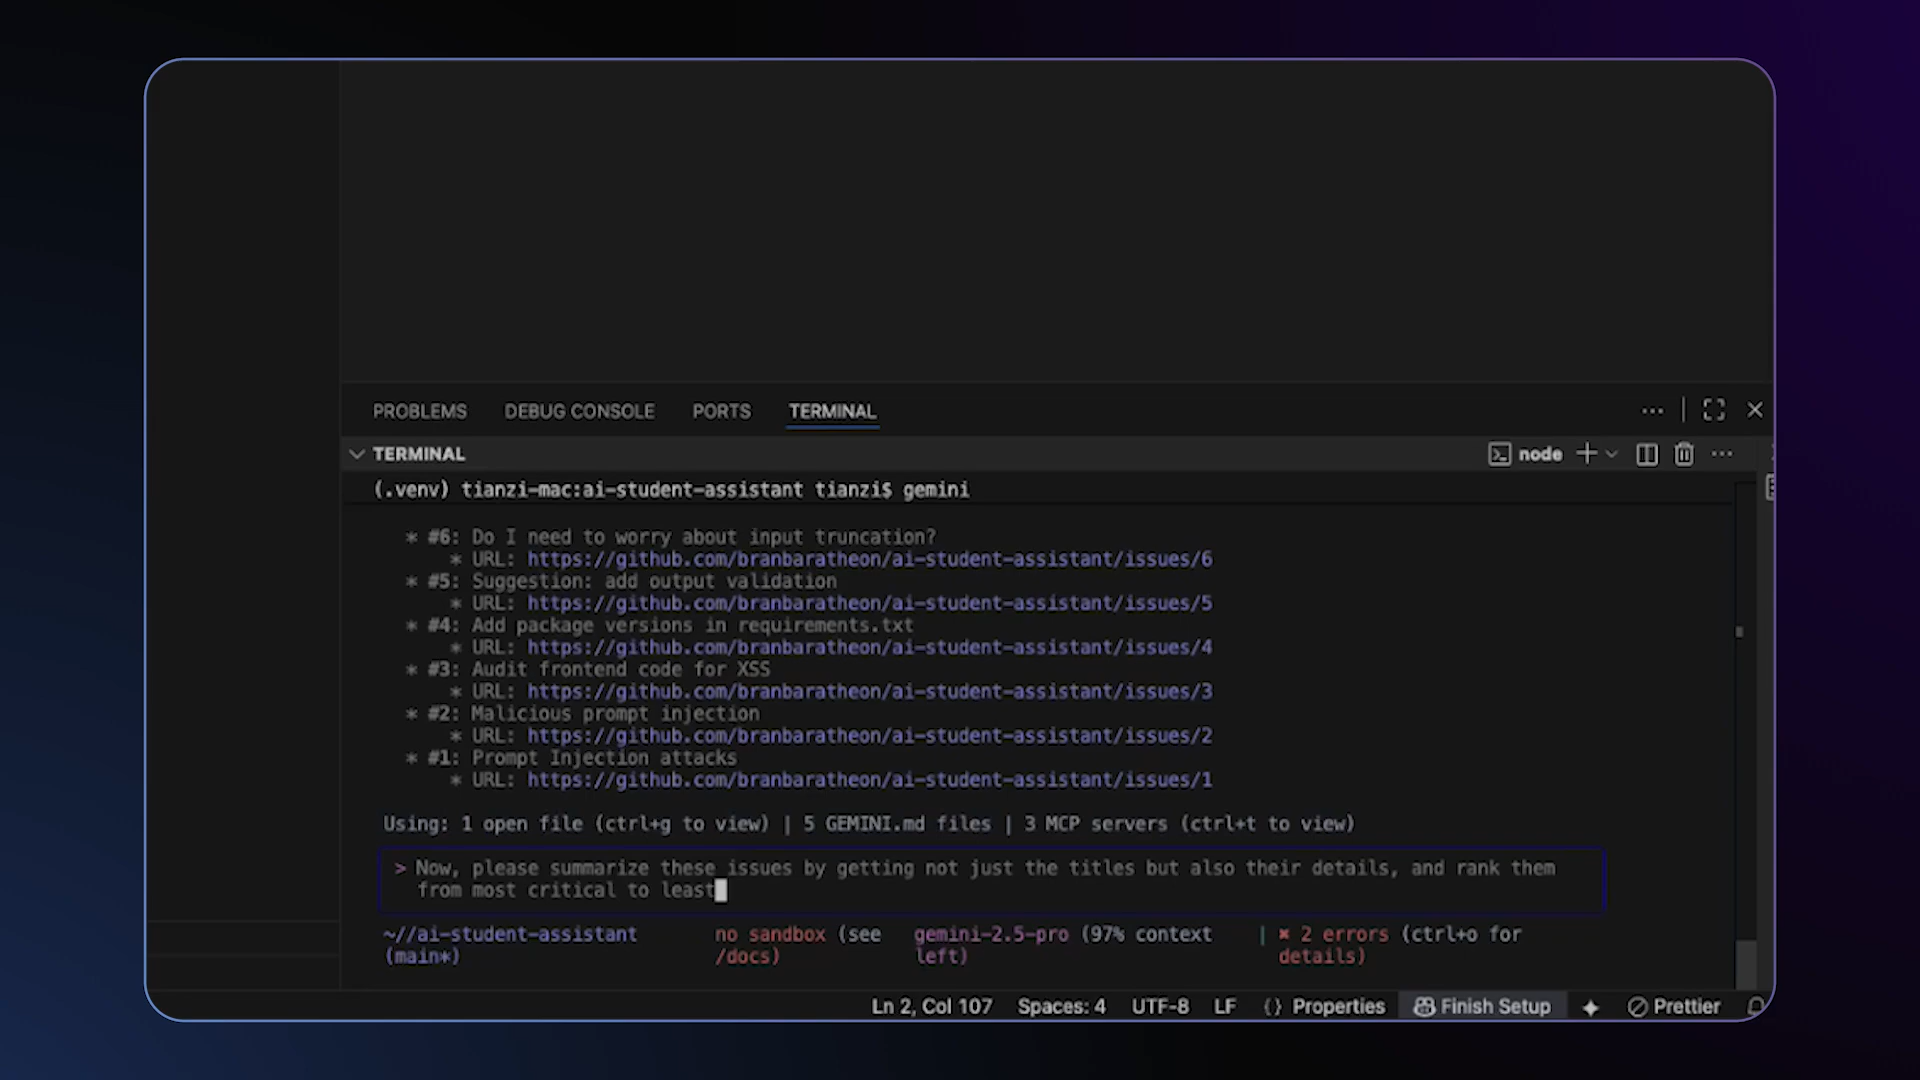 PROBLEMS DEBUG CONSOLE PORTS TERMINAL
TERMINAL node
(.venv) tianzi-mac:ai-student-assistant tianzi$ gemini
* #6: Do I need to worry about input truncation?
* URL: https://github.com/branbaratheon/ai-student-assistant/issues/6
* #5: Suggestion: add output validation
* URL: https://github.com/branbaratheon/ai-student-assistant/issues/5
* #4: Add package versions in requirements.txt
* URL: https://github.com/branbaratheon/ai-student-assistant/issues/4
* #3: Audit frontend code for XSS
* URL: https://github.com/branbaratheon/ai-student-assistant/issues/3
* #2: Malicious prompt injection
* URL: https://github.com/branbaratheon/ai-student-assistant/issues/2
* #1: Prompt Injection attacks
* URL: https://github.com/branbaratheon/ai-student-assistant/issues/1
Using: 1 open file (ctrl+g to view) | 5 GEMINI.md files | 3 MCP servers (ctrl+t to view)
> Now, please summarize these issues by getting not just the titles but also their details, and rank them
from most critical to least
~//ai-student-assistant no sandbox (see gemini-2.5-pro (97% context | ✖ 2 errors (ctrl+o for
(main*) /docs) left) details)
Ln 2, Col 107 Spaces: 4 UTF-8 LF {} Properties Finish Setup Prettier